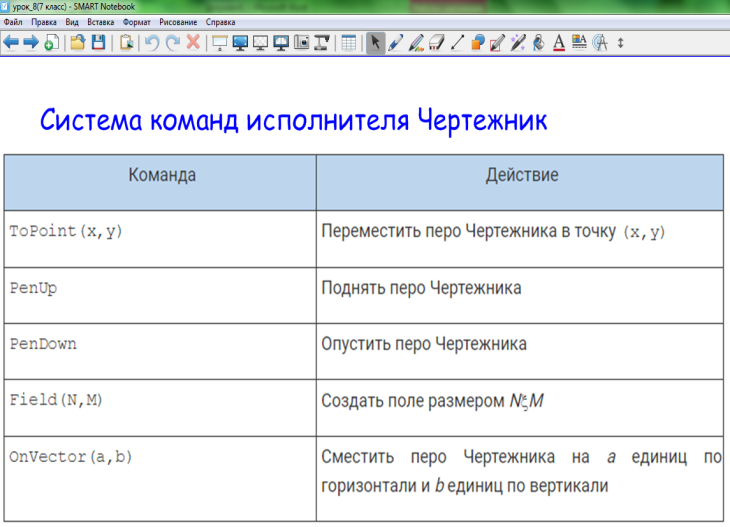 урок_8(7 класс) - SMART Notebook
Файл Правка Вид Вставка Формат Рисование Справка
Система команд исполнителя Чертежник
Команда Действие
ToPoint(x,y) Переместить перо Чертежника в точку (x,y)
PenUp Поднять перо Чертежника
PenDown Опустить перо Чертежника
Field(N,M) Создать поле размером NξM
OnVector(a,b) Сместить перо Чертежника на a единиц по
горизонтали и b единиц по вертикали